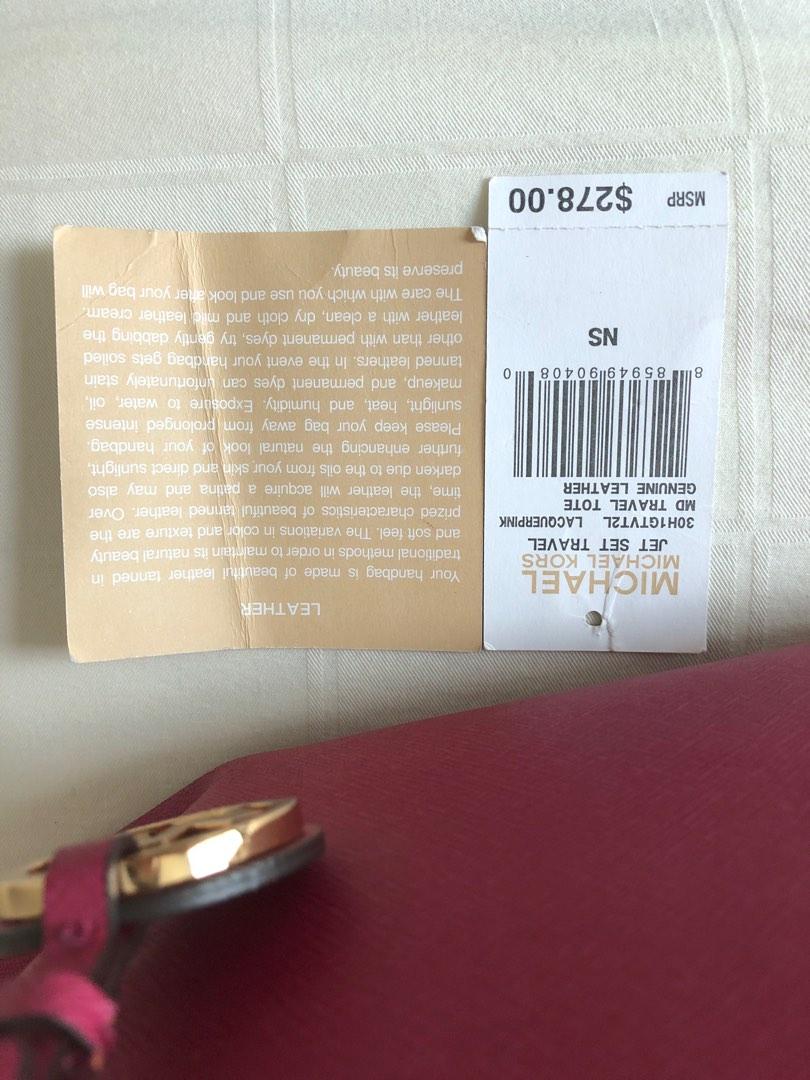 MICHAEL
MICHAEL KORS
JET SET TRAVEL
30H1GTVT2L LACQUERPINK
MD TRAVEL TOTE
GENUINE LEATHER
8 85949 90408 0
NS
MSRP $278.00
LEATHER
Your handbag is made of beautiful leather tanned in
traditional methods in order to maintain its natural beauty
and soft feel. The variations in color and texture are the
prized characteristics of beautiful tanned leather. Over
time, the leather will acquire a patina and may also
darken due to the oils from your skin and direct sunlight,
further enhancing the natural look of your handbag.
Please keep your bag away from prolonged intense
sunlight, heat, and humidity. Exposure to water, oil,
makeup, and permanent dyes can unfortunately stain
tanned leathers. In the event your handbag gets soiled
other than with permanent dyes, try gently dabbing the
leather with a clean, dry cloth and mild leather cream.
The care with which you use and look after your bag will
preserve its beauty.